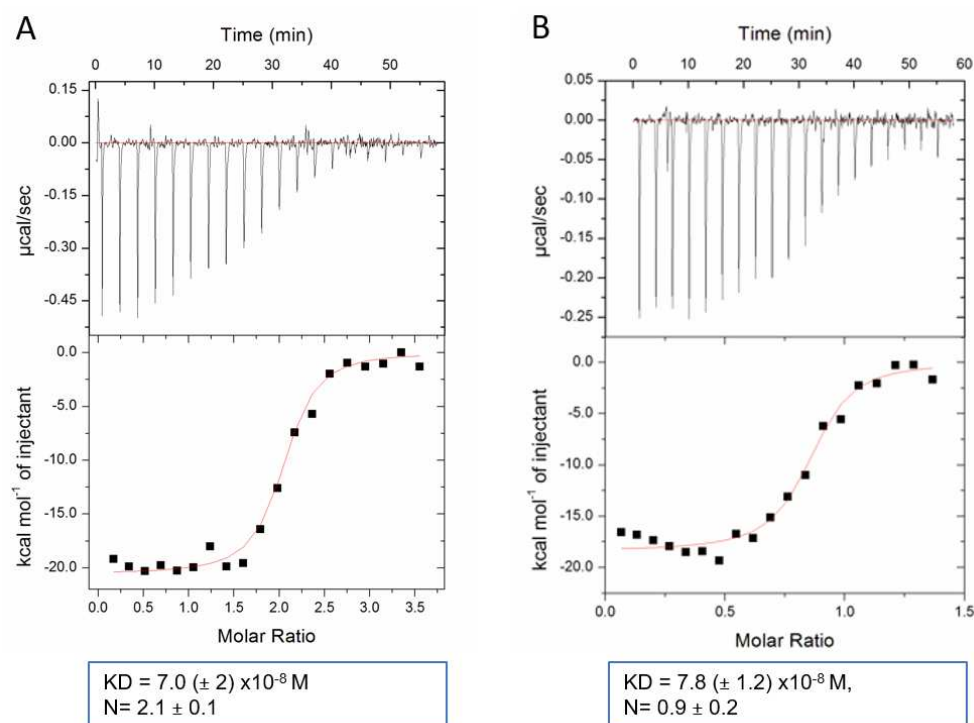 A
Time (min)
0 10 20 30 40 50
0.15
0.00
-0.15
-0.30
-0.45
µcal/sec
0.0
-5.0
-10.0
-15.0
-20.0
kcal mol⁻¹ of injectant
0.0 0.5 1.0 1.5 2.0 2.5 3.0 3.5
Molar Ratio
KD = 7.0 (± 2) x10⁻⁸ M
N= 2.1 ± 0.1
B
Time (min)
0 10 20 30 40 50 60
0.05
0.00
-0.05
-0.10
-0.15
-0.20
-0.25
µcal/sec
0.0
-5.0
-10.0
-15.0
-20.0
kcal mol⁻¹ of injectant
0.0 0.5 1.0 1.5
Molar Ratio
KD = 7.8 (± 1.2) x10⁻⁸ M,
N= 0.9 ± 0.2